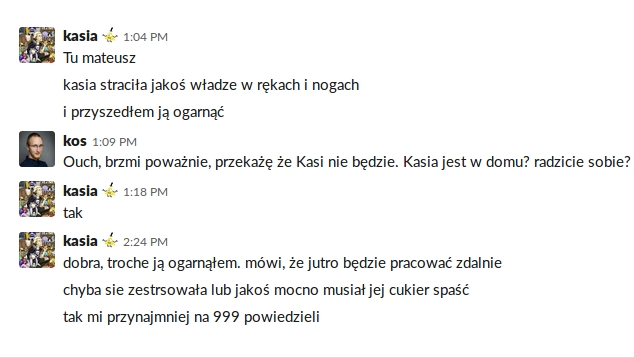 kasia 1:04 PM
Tu mateusz
kasia straciła jakoś władze w rękach i nogach
i przyszedłem ją ogarnąć
kos 1:09 PM
Ouch, brzmi poważnie, przekażę że Kasi nie będzie. Kasia jest w domu? radzicie sobie?
kasia 1:18 PM
tak
kasia 2:24 PM
dobra, troche ją ogarnąłem. mówi, że jutro będzie pracować zdalnie
chyba sie zestrsowała lub jakoś mocno musiał jej cukier spaść
tak mi przynajmniej na 999 powiedzieli